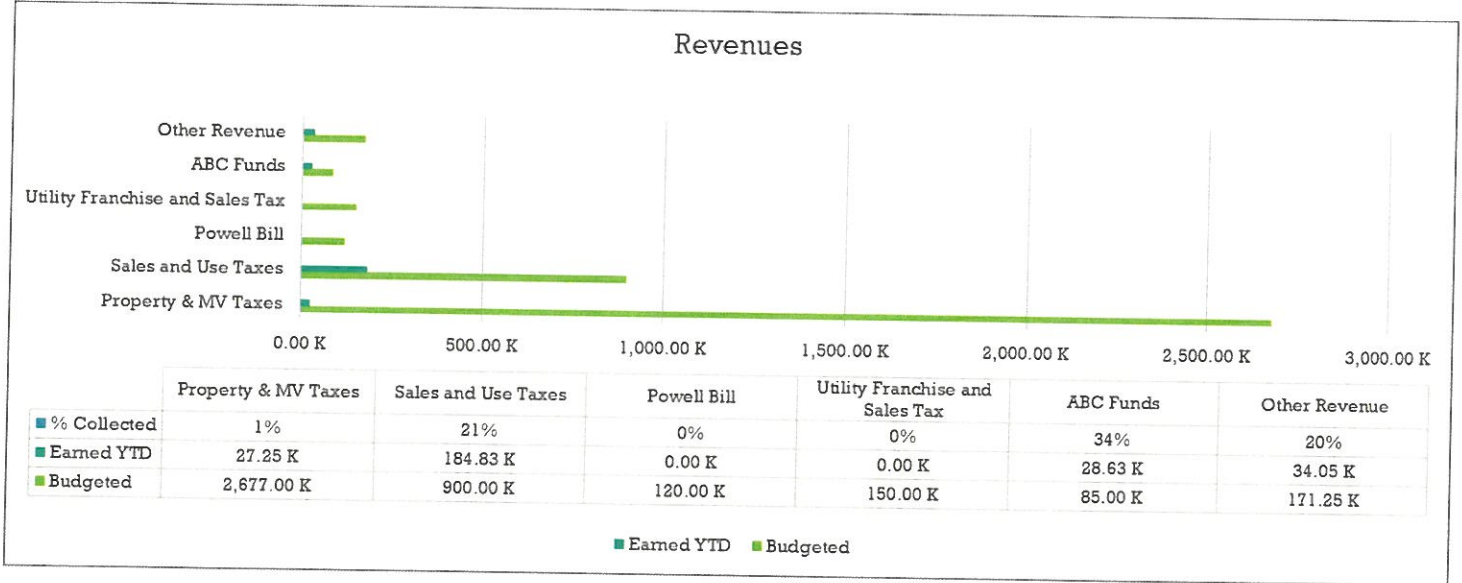 Revenues
Other Revenue
ABC Funds
Utility Franchise and Sales Tax
Powell Bill
Sales and Use Taxes
Property & MV Taxes
0.00 K 500.00 K 1,000.00 K 1,500.00 K 2,000.00 K 2,500.00 K 3,000.00 K
Property & MV Taxes Sales and Use Taxes Powell Bill Utility Franchise and Sales Tax ABC Funds Other Revenue
% Collected 1% 21% 0% 0% 34% 20%
Earned YTD 27.25 K 184.83 K 0.00 K 0.00 K 28.63 K 34.05 K
Budgeted 2,677.00 K 900.00 K 120.00 K 150.00 K 85.00 K 171.25 K
Earned YTD Budgeted